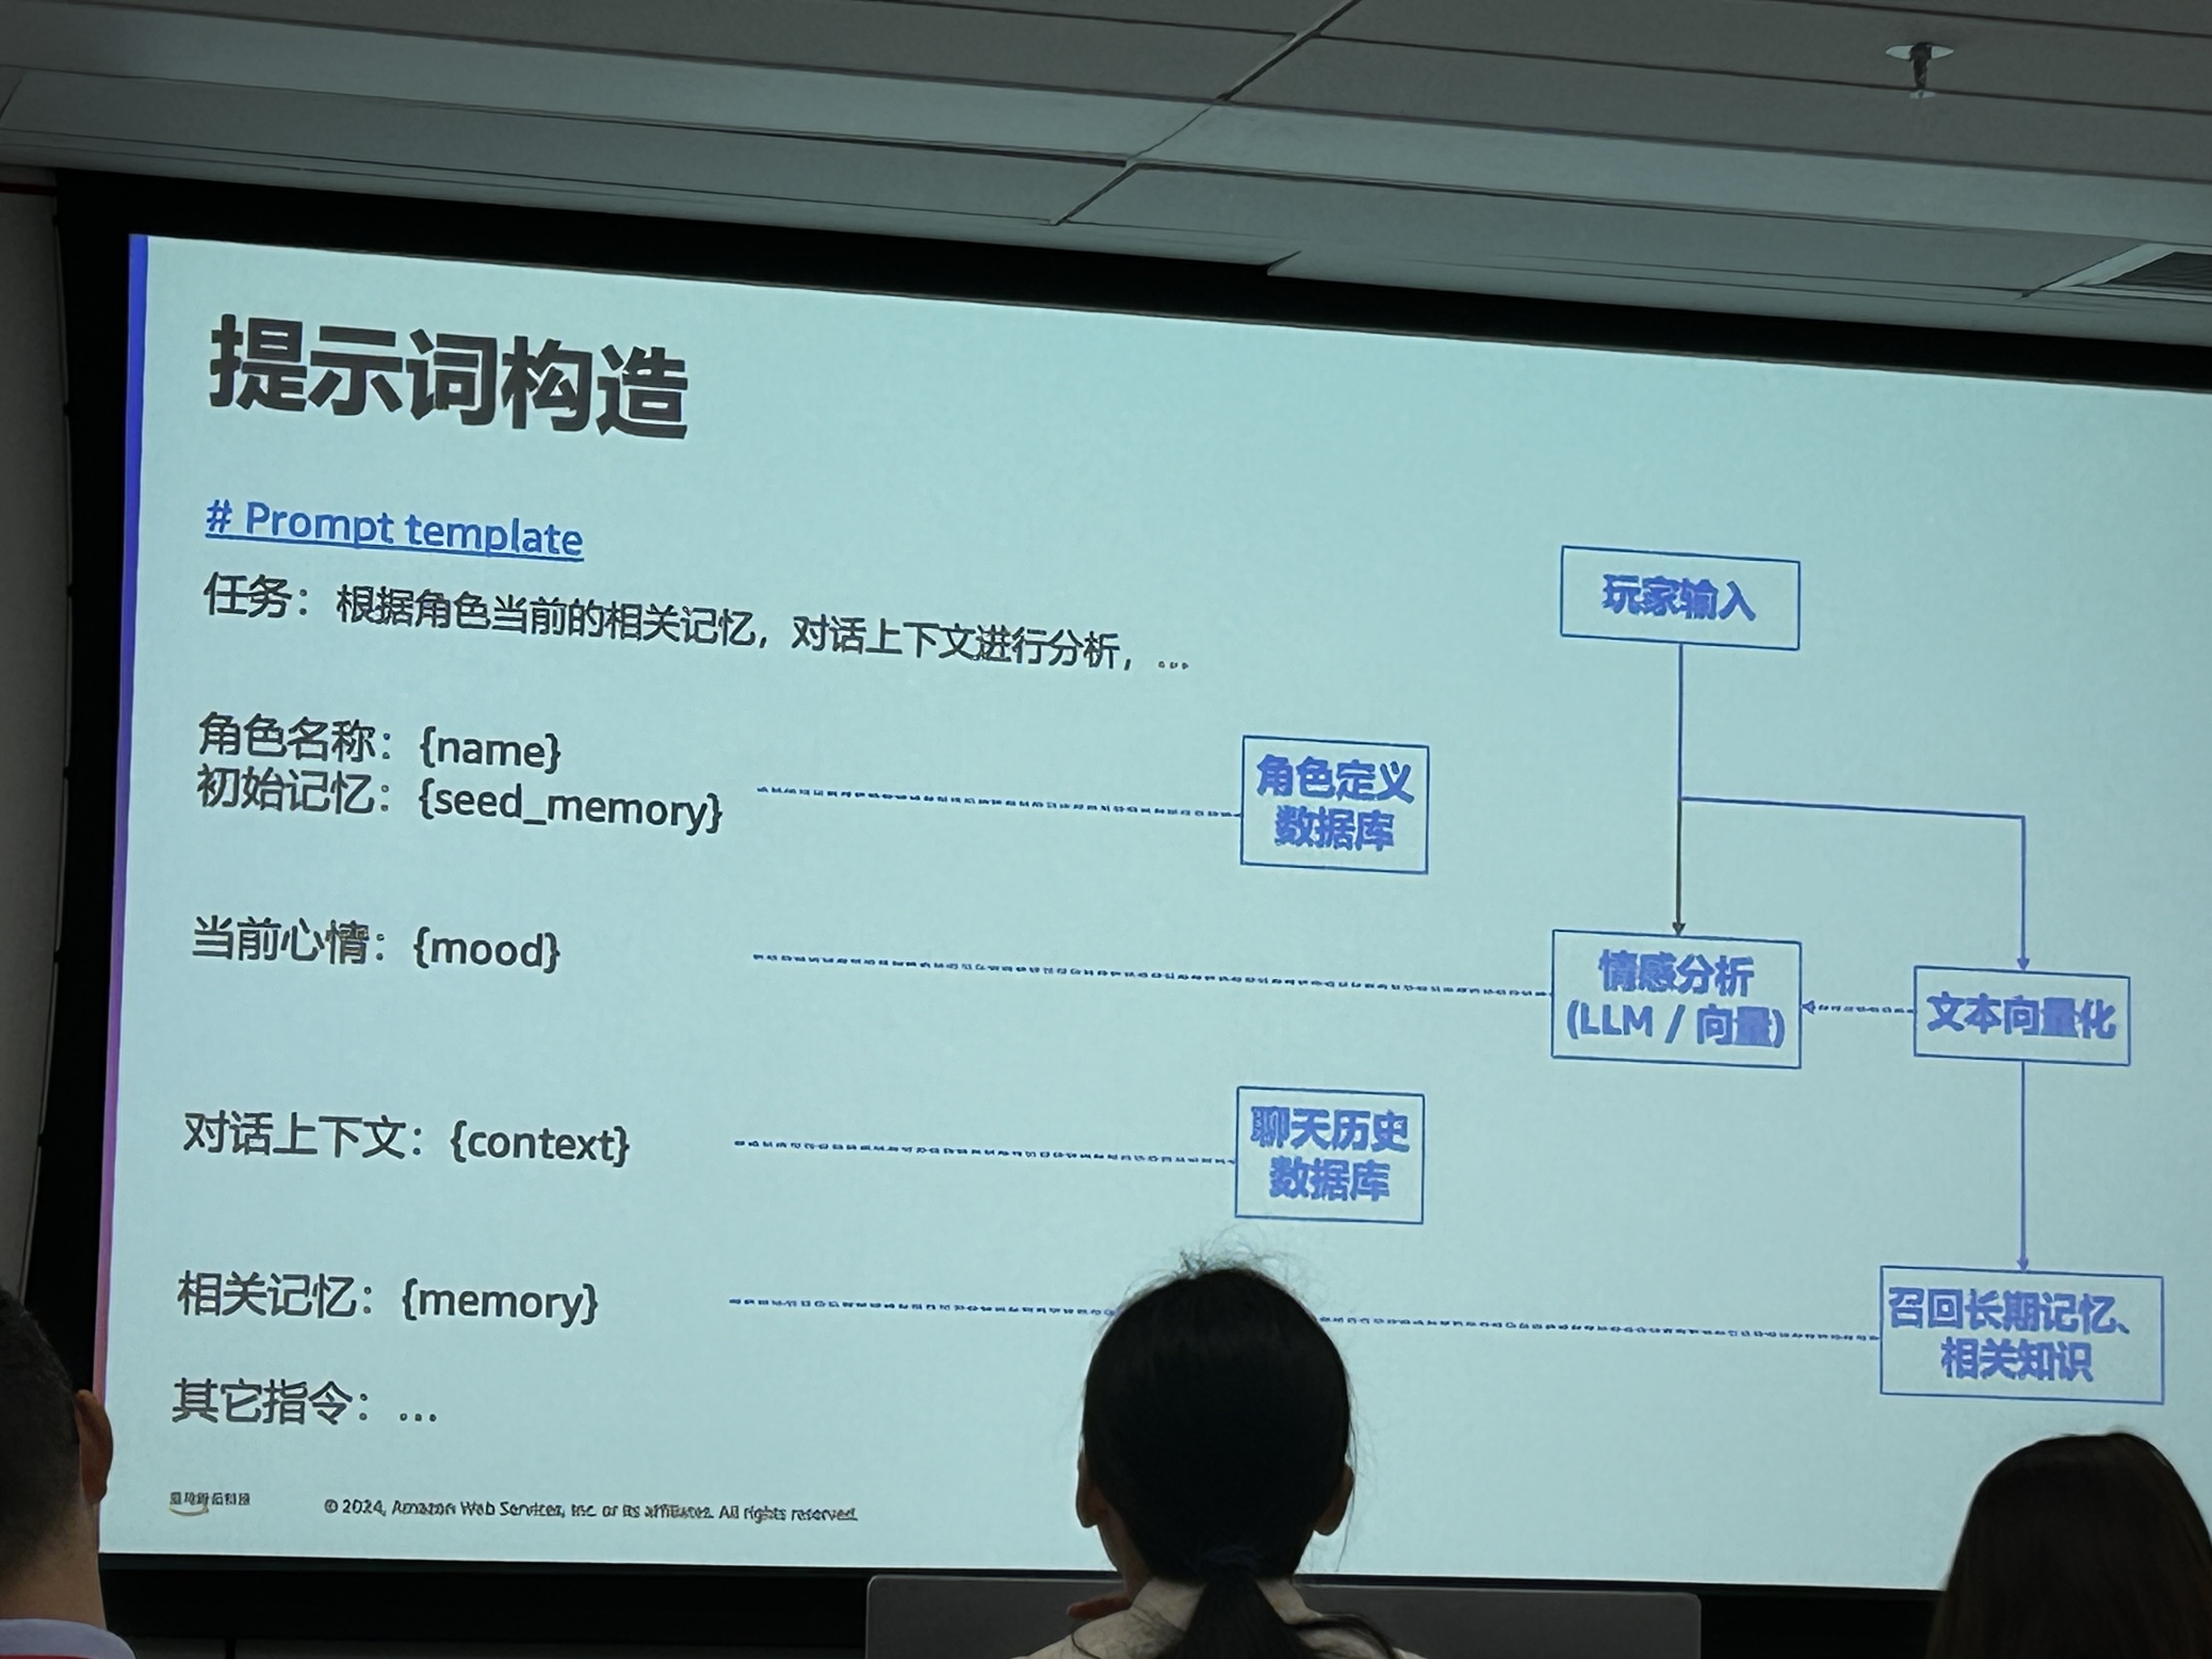 提示词构造
# Prompt template
任务：根据角色当前的相关记忆，对话上下文进行分析，...
角色名称：{name}
初始记忆：{seed_memory}
当前心情：{mood}
对话上下文：{context}
相关记忆：{memory}
其它指令：...
玩家输入
角色定义
数据库
情感分析
(LLM / 向量)
文本向量化
聊天历史
数据库
召回长期记忆、
相关知识
© 2024, Amazon Web Services, Inc. or its affiliates. All rights reserved.